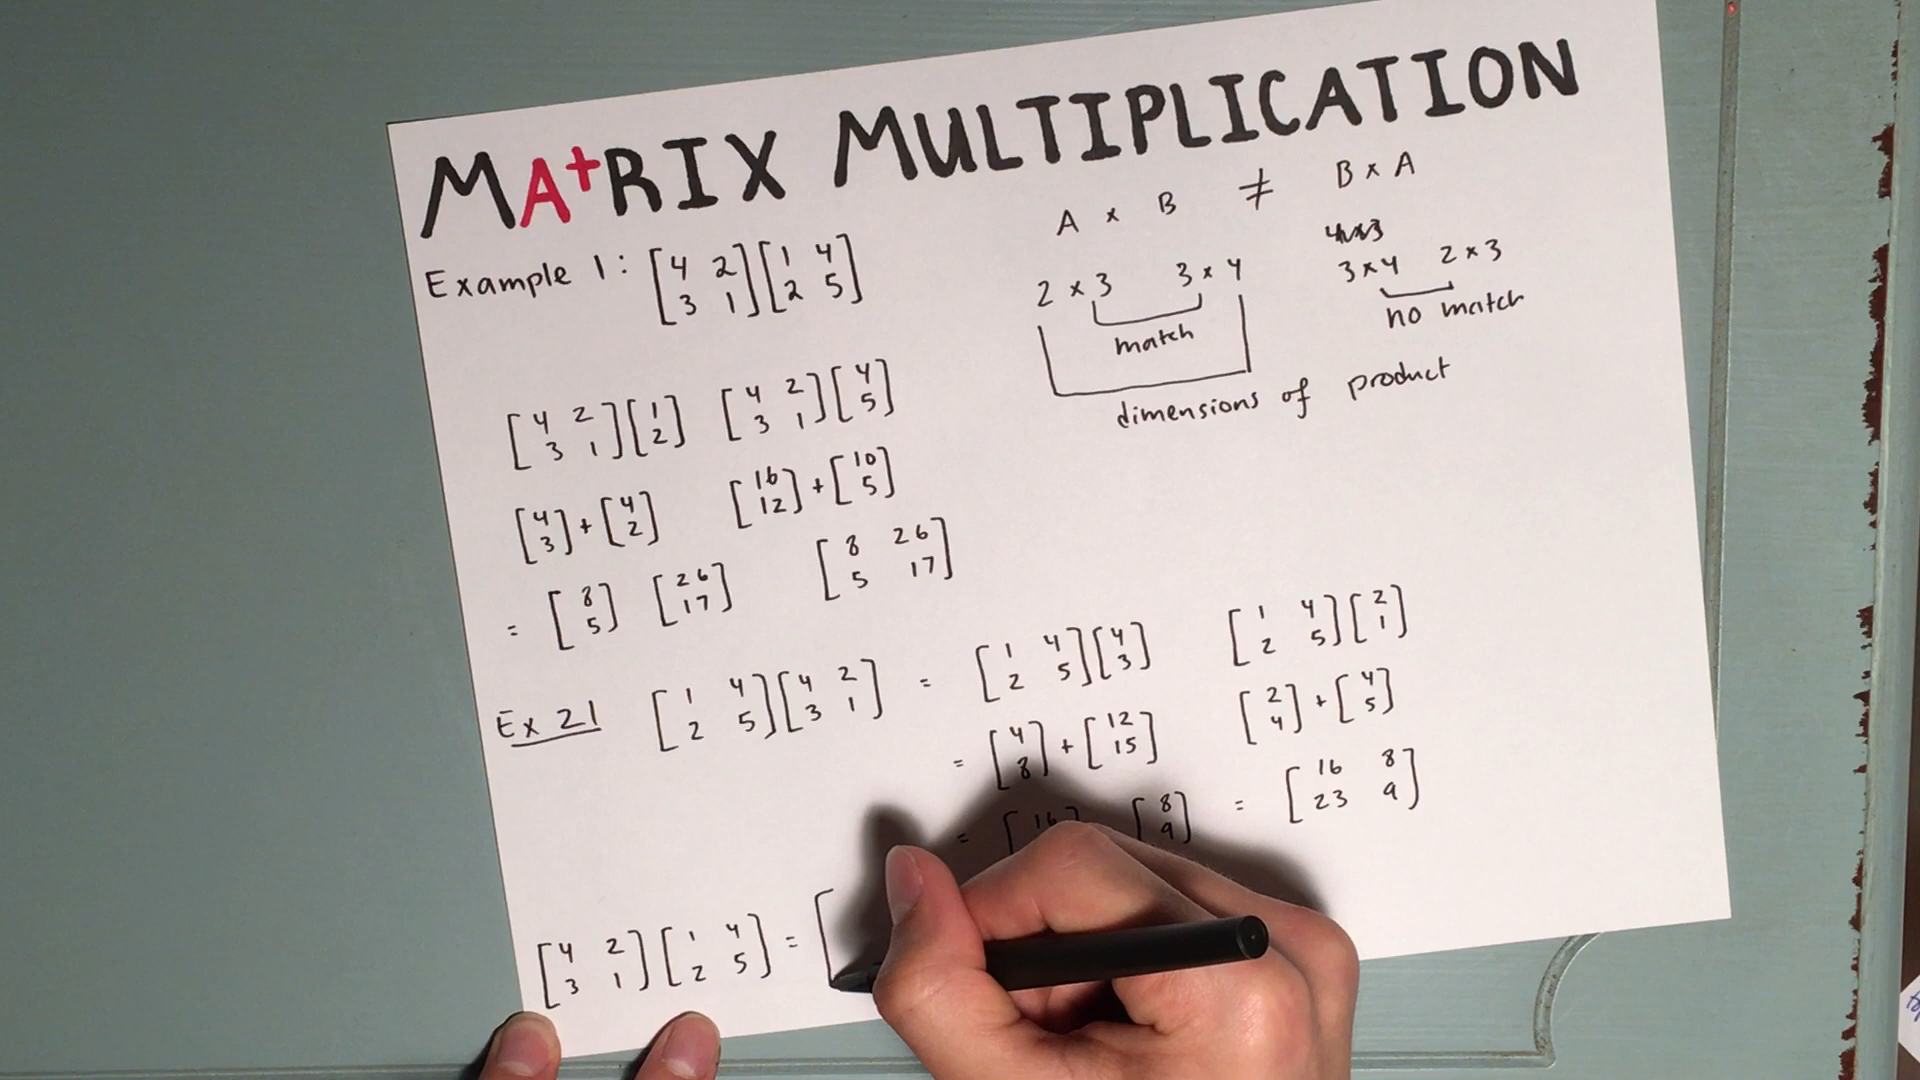 MA+RIX MULTIPLICATION
A × B ≠ B × A
Example 1: [4 2 [1 4
3 1] 2 5]
2 × 3 3 × 4
3×4 2×3
match
no match
dimensions of product
[4 2 [1 [4 2 [4
3 1] 2] 3 1] 5]
[4 + [4 [16 + [10
3] 2] 12] 5]
= [8 [26 [8 26
5] 17] 5 17]
Ex 2 [1 4 [4 2 = [1 4 [4 [1 4 [2
2 5] 3 1] 2 5] 3] 2 5] 1]
= [4 + [12 [2 + [4
8] 15] 4] 5]
= [16 [8 = [16 8
9] 23 9]
[4 2 [1 4 = [
3 1] 2 5]